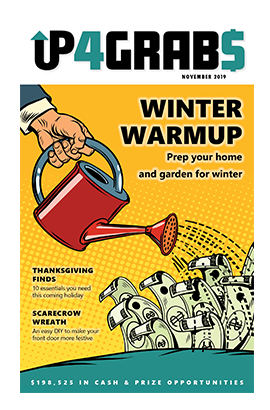 UP4GRAB$
NOVEMBER 2019
WINTER
WARMUP
Prep your home
and garden for winter
THANKSGIVING
FINDS
10 essentials you need
this coming holiday
SCARECROW
WREATH
An easy DIY to make your
front door more festive
$198,525 IN CASH & PRIZE OPPORTUNITIES